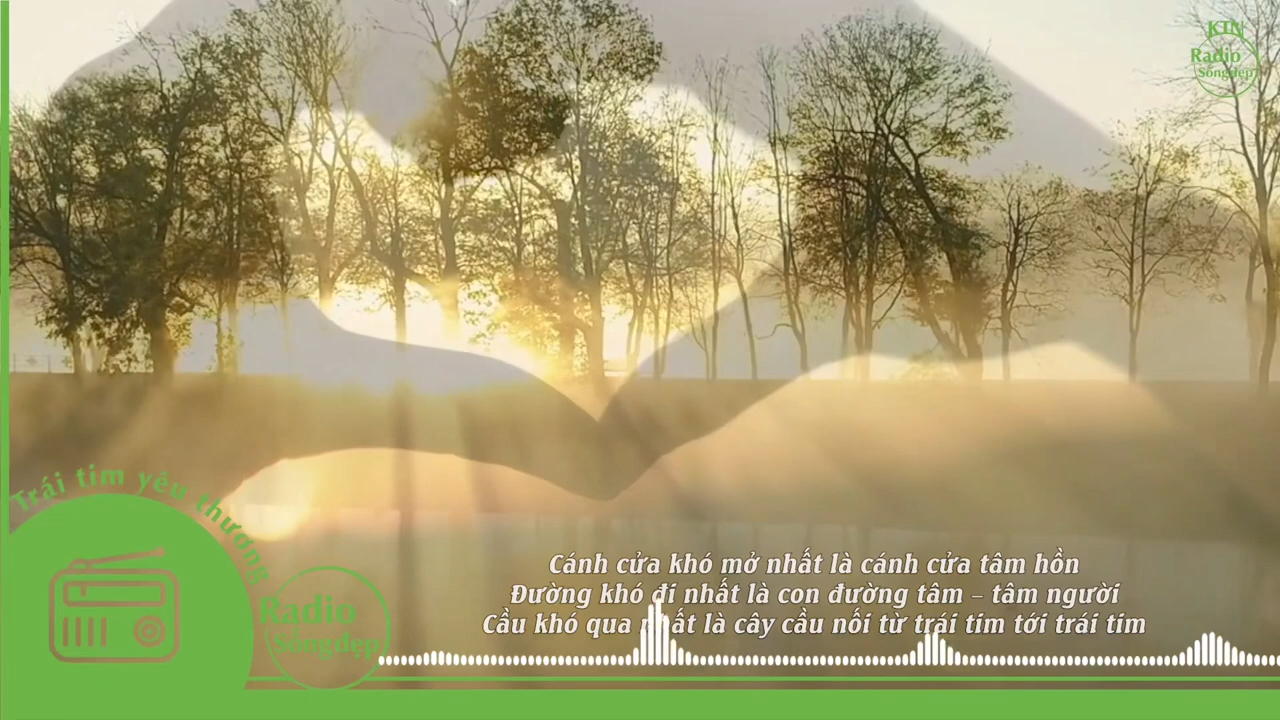 KTN
Radio
Sốngđẹp
Trái tim yêu thương
Radio
Sốngđẹp
Cánh cửa khó mở nhất là cánh cửa tâm hồn
Đường khó đi nhất là con đường tâm – tâm người
Cầu khó qua nhất là cây cầu nối từ trái tim tới trái tim